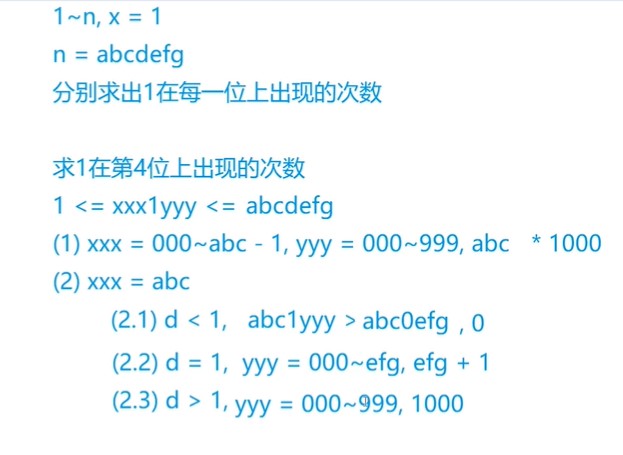 1~n, x = 1
n = abcdefg
分别求出1在每一位上出现的次数
求1在第4位上出现的次数
1 <= xxx1yyy <= abcdefg
(1) xxx = 000~abc - 1, yyy = 000~999, abc * 1000
(2) xxx = abc
(2.1) d < 1, abc1yyy > abc0efg , 0
(2.2) d = 1, yyy = 000~efg, efg + 1
(2.3) d > 1, yyy = 000~999, 1000